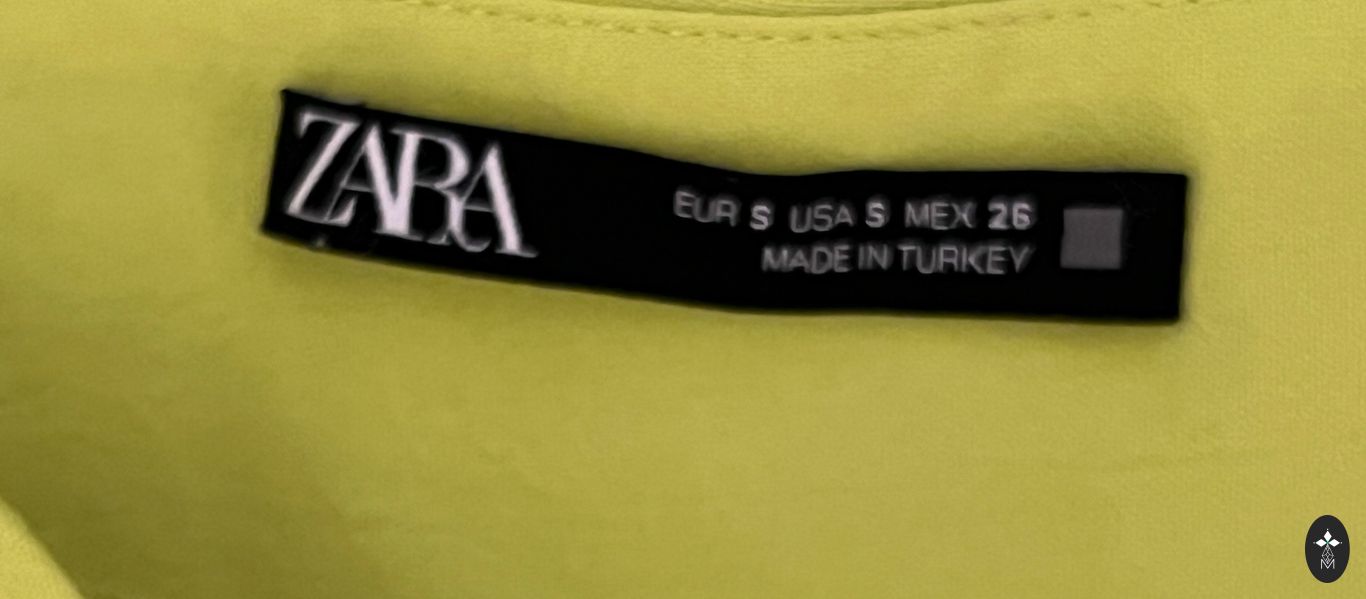 ZARA
EUR S USA S MEX 26
MADE IN TURKEY
M